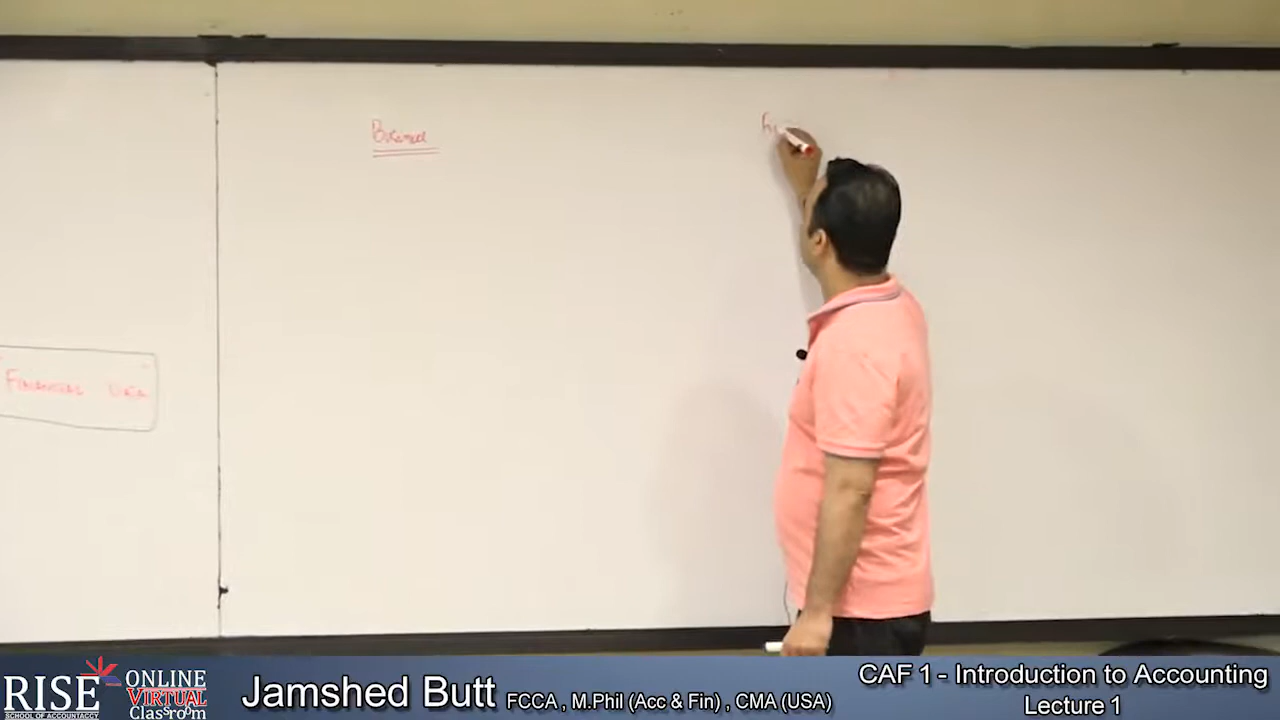 Business
FINANCIAL DATA
RISE
SCHOOL OF ACCOUNTACY
ONLINE
VIRTUAL
Classroom
Jamshed Butt FCCA , M.Phil (Acc & Fin) , CMA (USA)
CAF 1 - Introduction to Accounting
Lecture 1